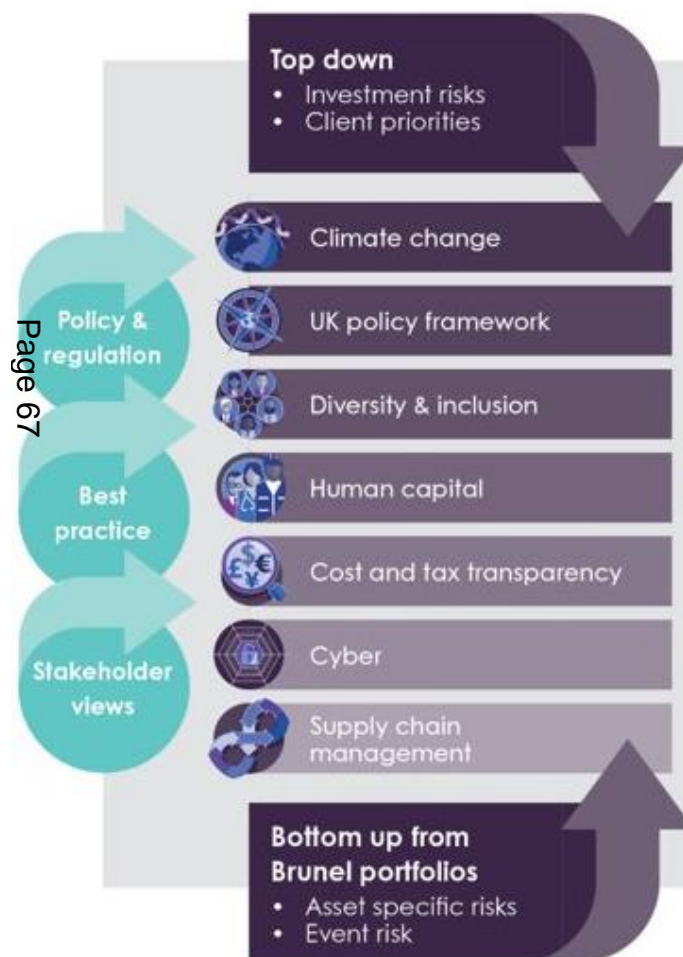 Top down
• Investment risks
• Client priorities
Climate change
UK policy framework
Diversity & inclusion
Human capital
Cost and tax transparency
Cyber
Supply chain
management
Policy &
regulation
Best
practice
Stakeholder
views
Page 67
Bottom up from
Brunel portfolios
• Asset specific risks
• Event risk